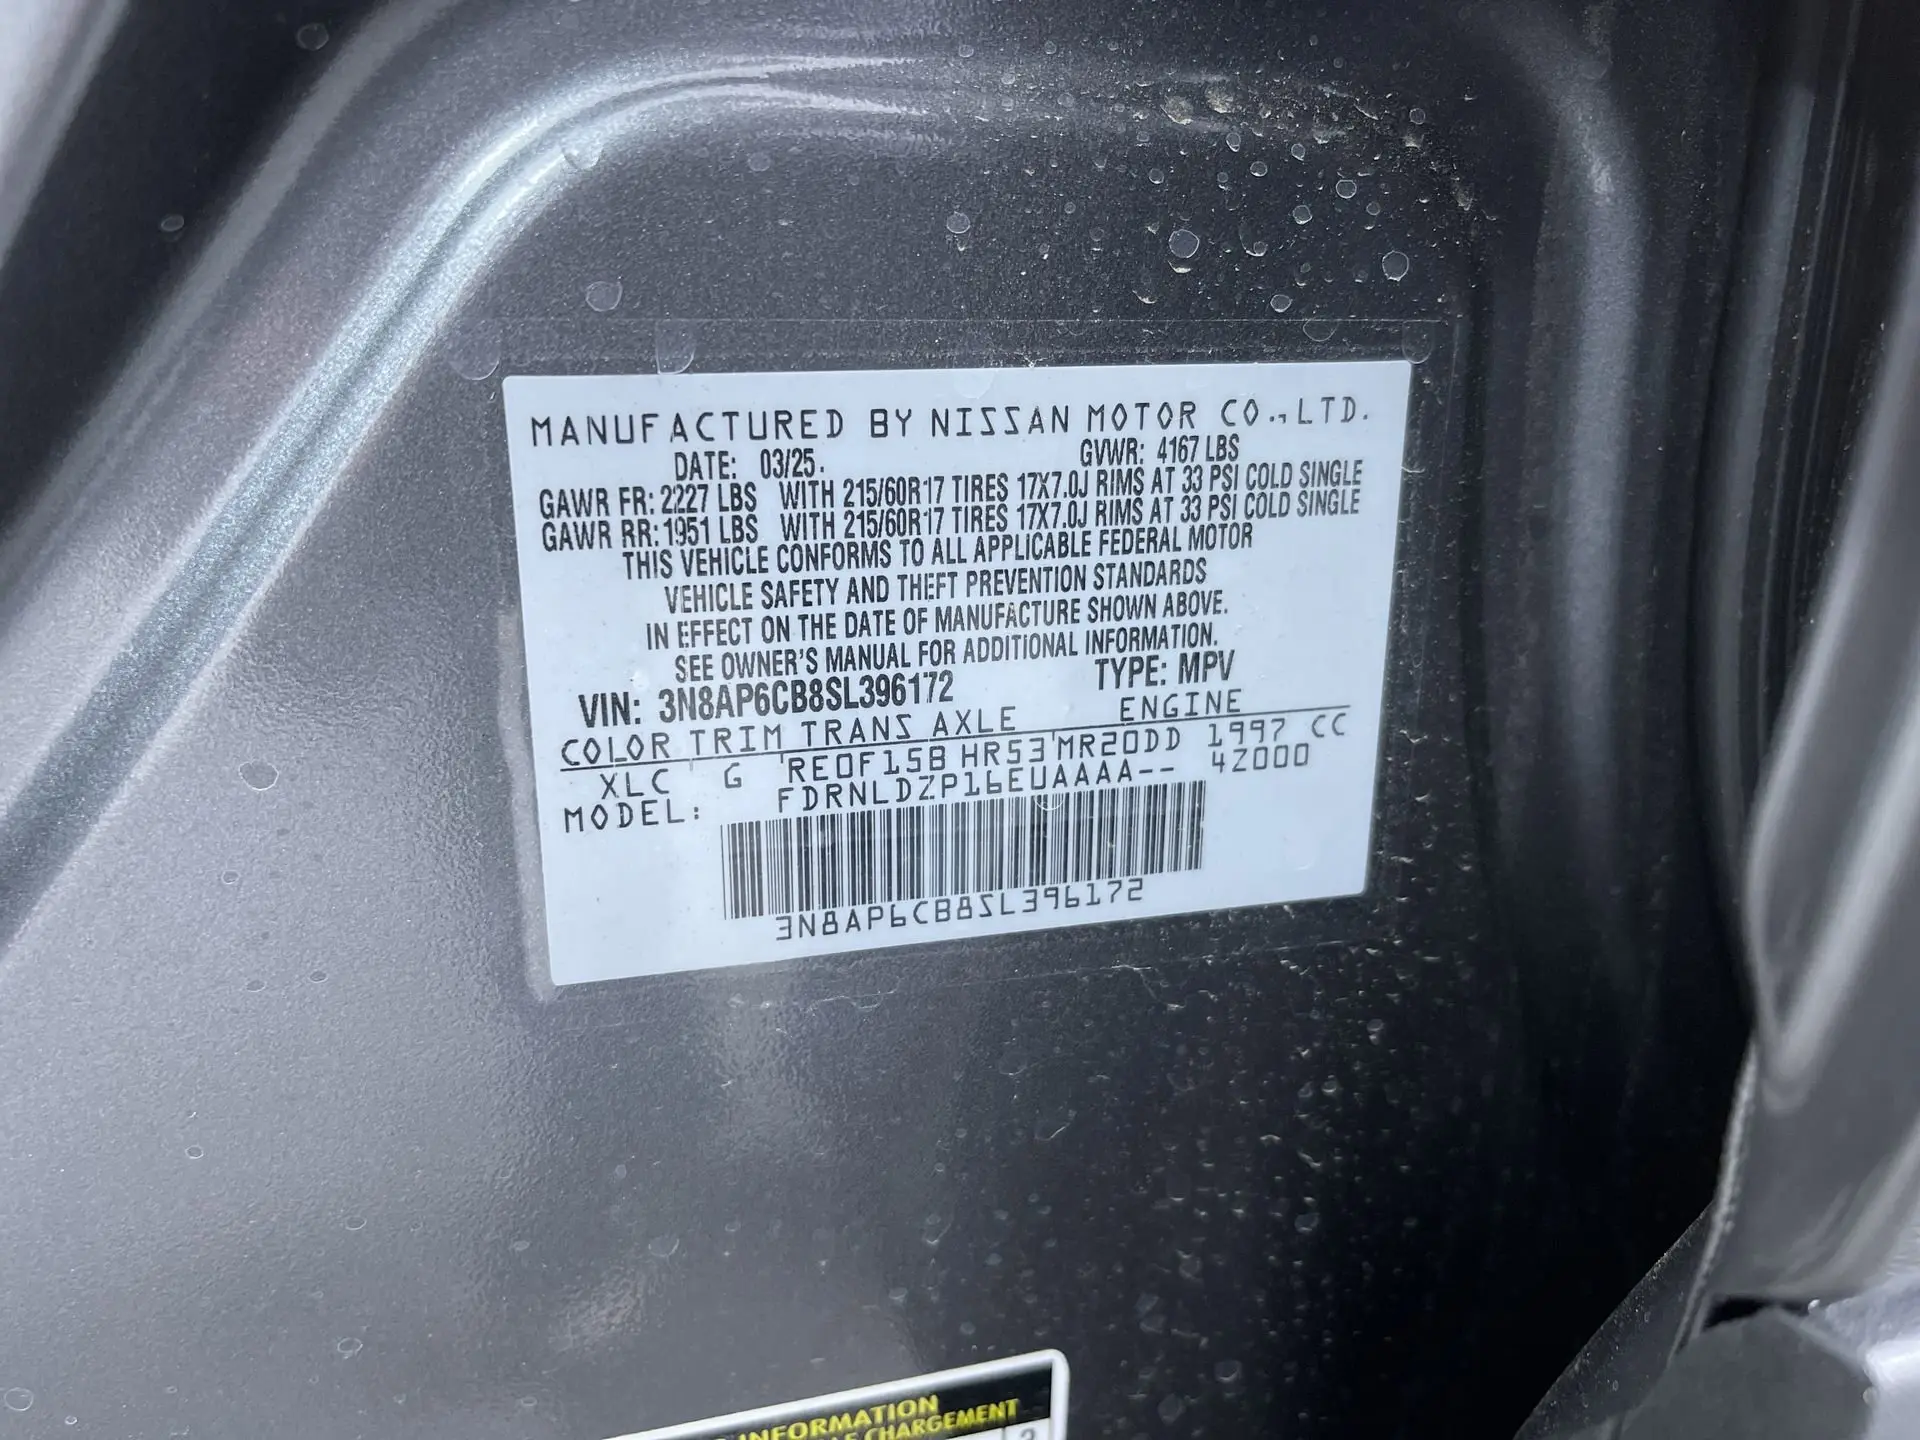 MANUFACTURED BY NISSAN MOTOR CO., LTD.
DATE: 03/25. GVWR: 4167 LBS
GAWR FR: 2227 LBS WITH 215/60R17 TIRES 17X7.0J RIMS AT 33 PSI COLD SINGLE
GAWR RR: 1951 LBS WITH 215/60R17 TIRES 17X7.0J RIMS AT 33 PSI COLD SINGLE
THIS VEHICLE CONFORMS TO ALL APPLICABLE FEDERAL MOTOR
VEHICLE SAFETY AND THEFT PREVENTION STANDARDS
IN EFFECT ON THE DATE OF MANUFACTURE SHOWN ABOVE.
SEE OWNER'S MANUAL FOR ADDITIONAL INFORMATION.
VIN: 3N8AP6CB8SL396172 TYPE: MPV
COLOR TRIM TRANS AXLE ENGINE
XLC G RE0F15B HR53 MR20DD 1997 CC
MODEL: FDRNLDZP16EUAAAA-- 4Z000
3N8AP6CB8SL396172
INFORMATION
CHARGEMENT